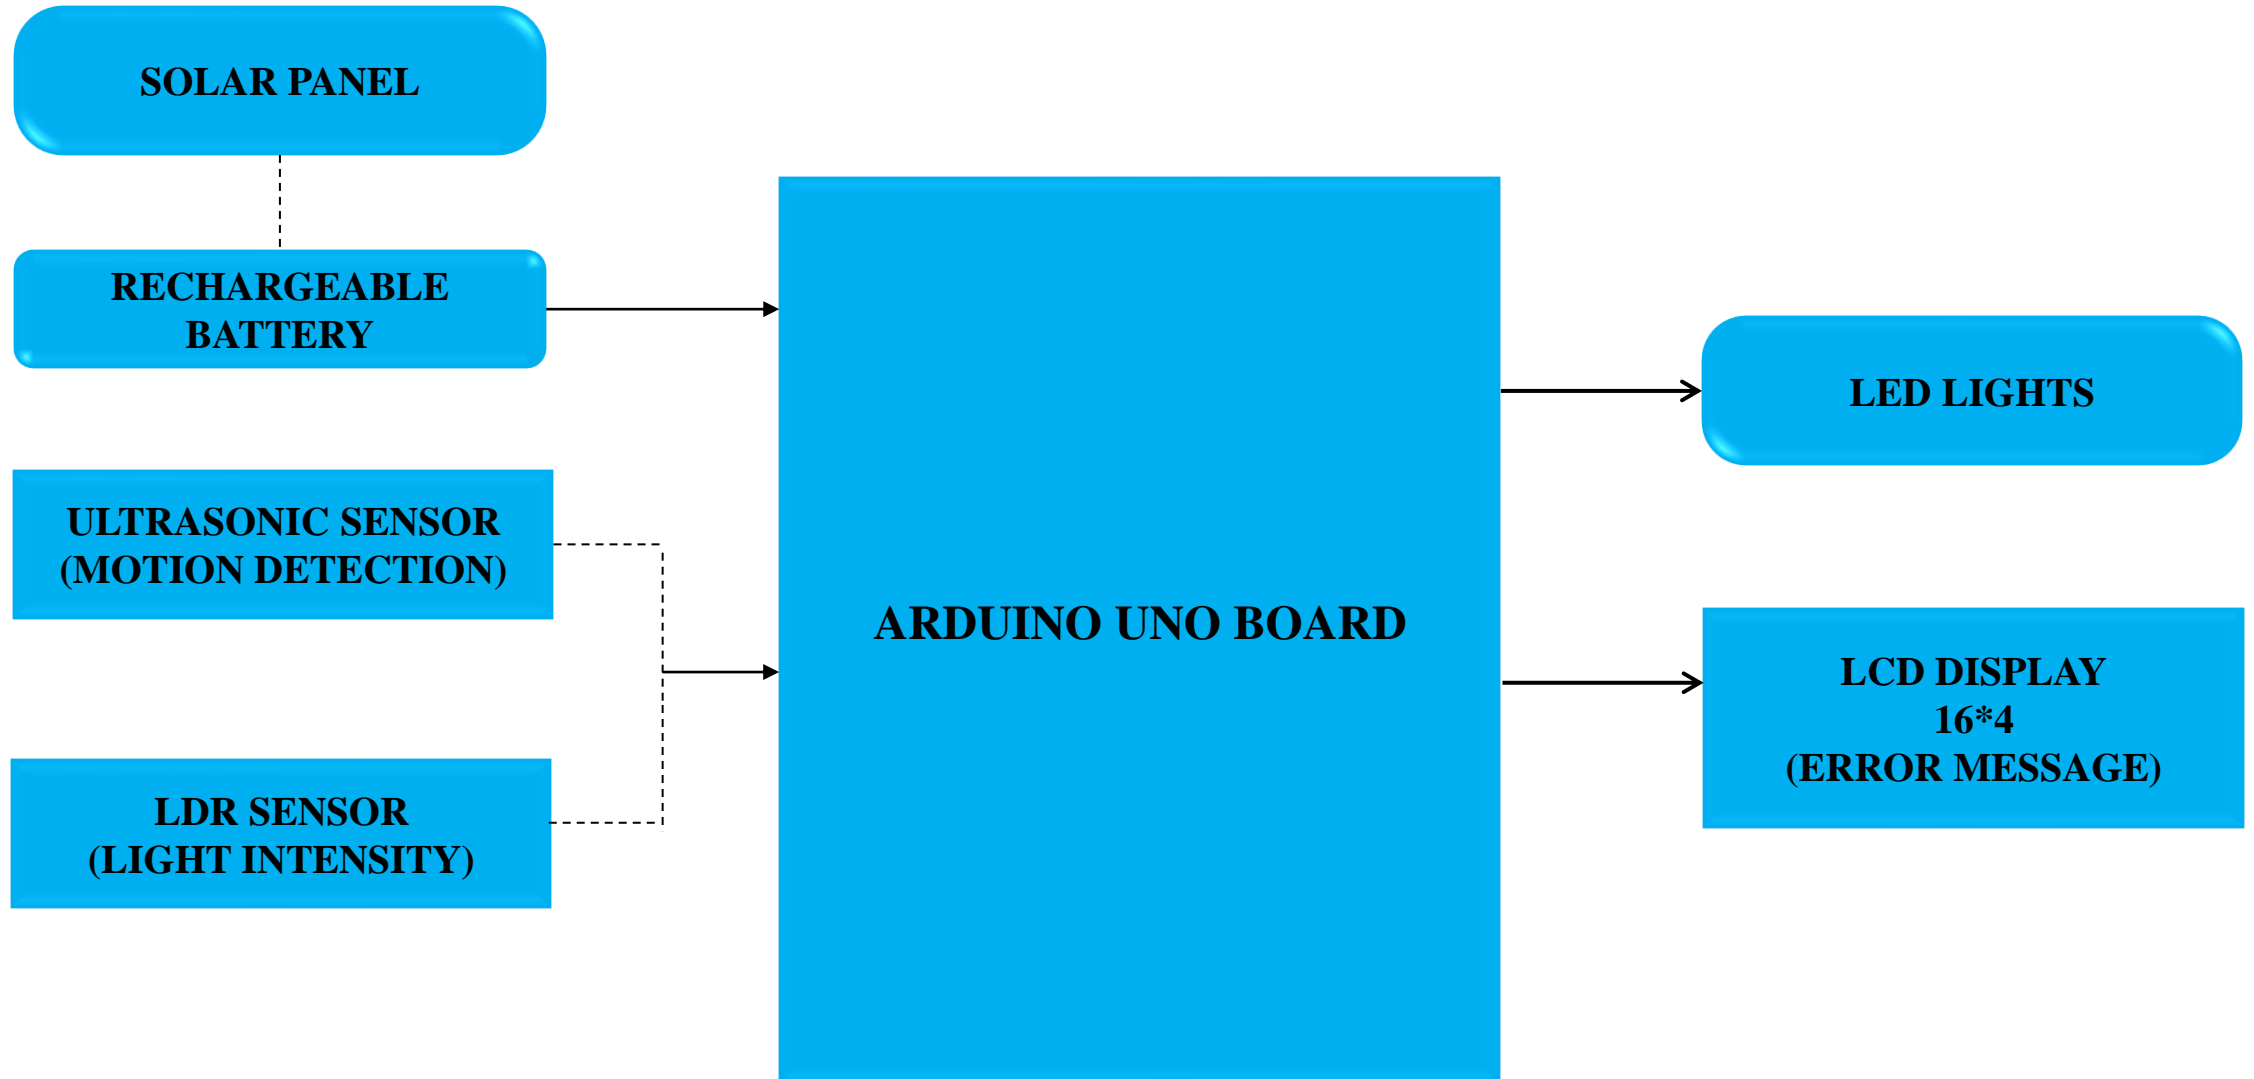 SOLAR PANEL
RECHARGEABLE
BATTERY
ULTRASONIC SENSOR
(MOTION DETECTION)
LDR SENSOR
(LIGHT INTENSITY)
ARDUINO UNO BOARD
LED LIGHTS
LCD DISPLAY
16*4
(ERROR MESSAGE)